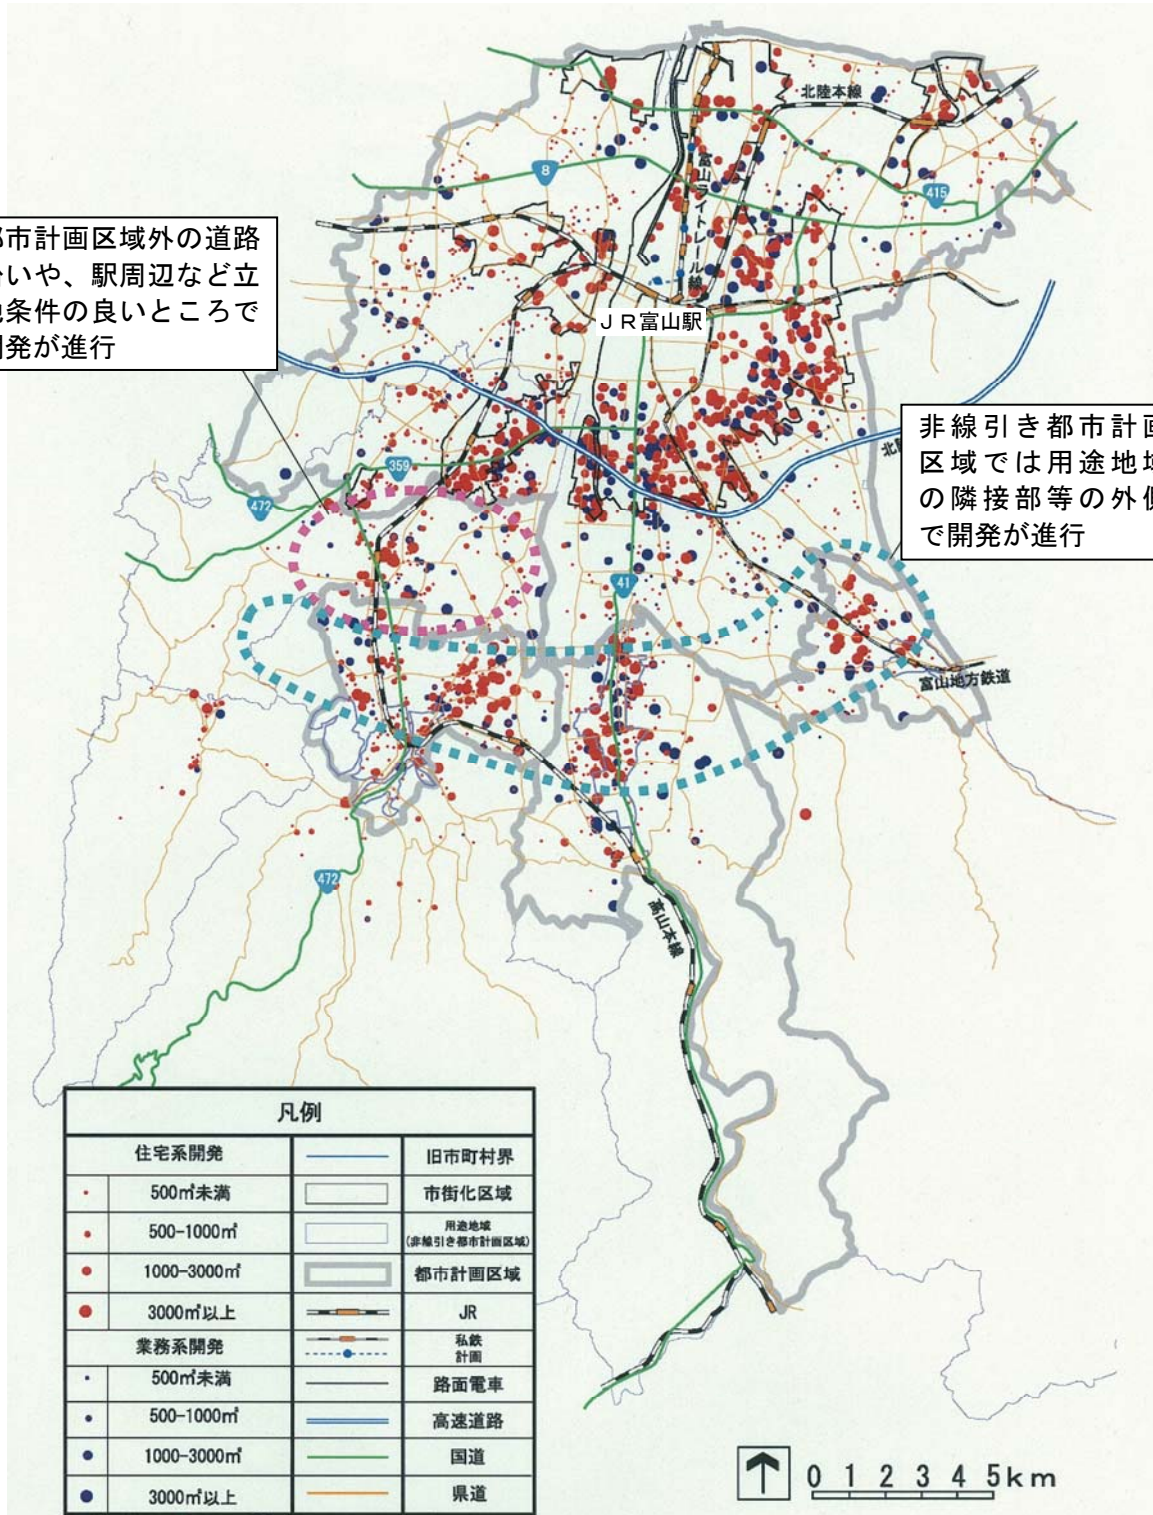 北陸本線
8
415
富山ライトレール線
都市計画区域外の道路
沿いや、駅周辺など立
地条件の良いところで
開発が進行
JR富山駅
非線引き都市計画
区域では用途地域
の隣接部等の外側
で開発が進行
359
472
41
富山地方鉄道
472
高山本線
凡例
住宅系開発
旧市町村界
500㎡未満
市街化区域
500-1000㎡
用途地域
(非線引き都市計画区域)
1000-3000㎡
都市計画区域
3000㎡以上
JR
業務系開発
私鉄
計画
500㎡未満
路面電車
500-1000㎡
高速道路
1000-3000㎡
国道
3000㎡以上
県道
0 1 2 3 4 5km